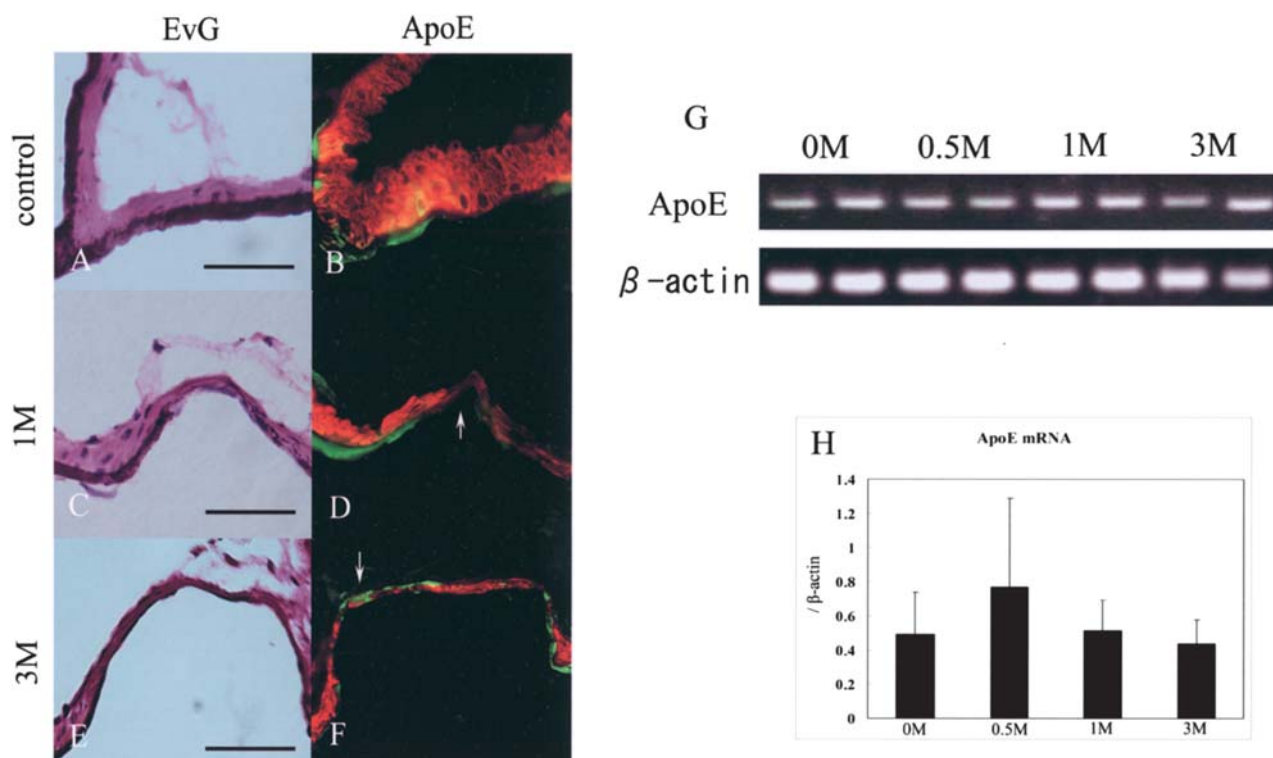 EvG ApoE
control
A B
1M
C D
3M
E F
G
0M 0.5M 1M 3M
ApoE
β-actin
H
ApoE mRNA
/ β-actin
1.4
1.2
1
0.8
0.6
0.4
0.2
0
0M 0.5M 1M 3M